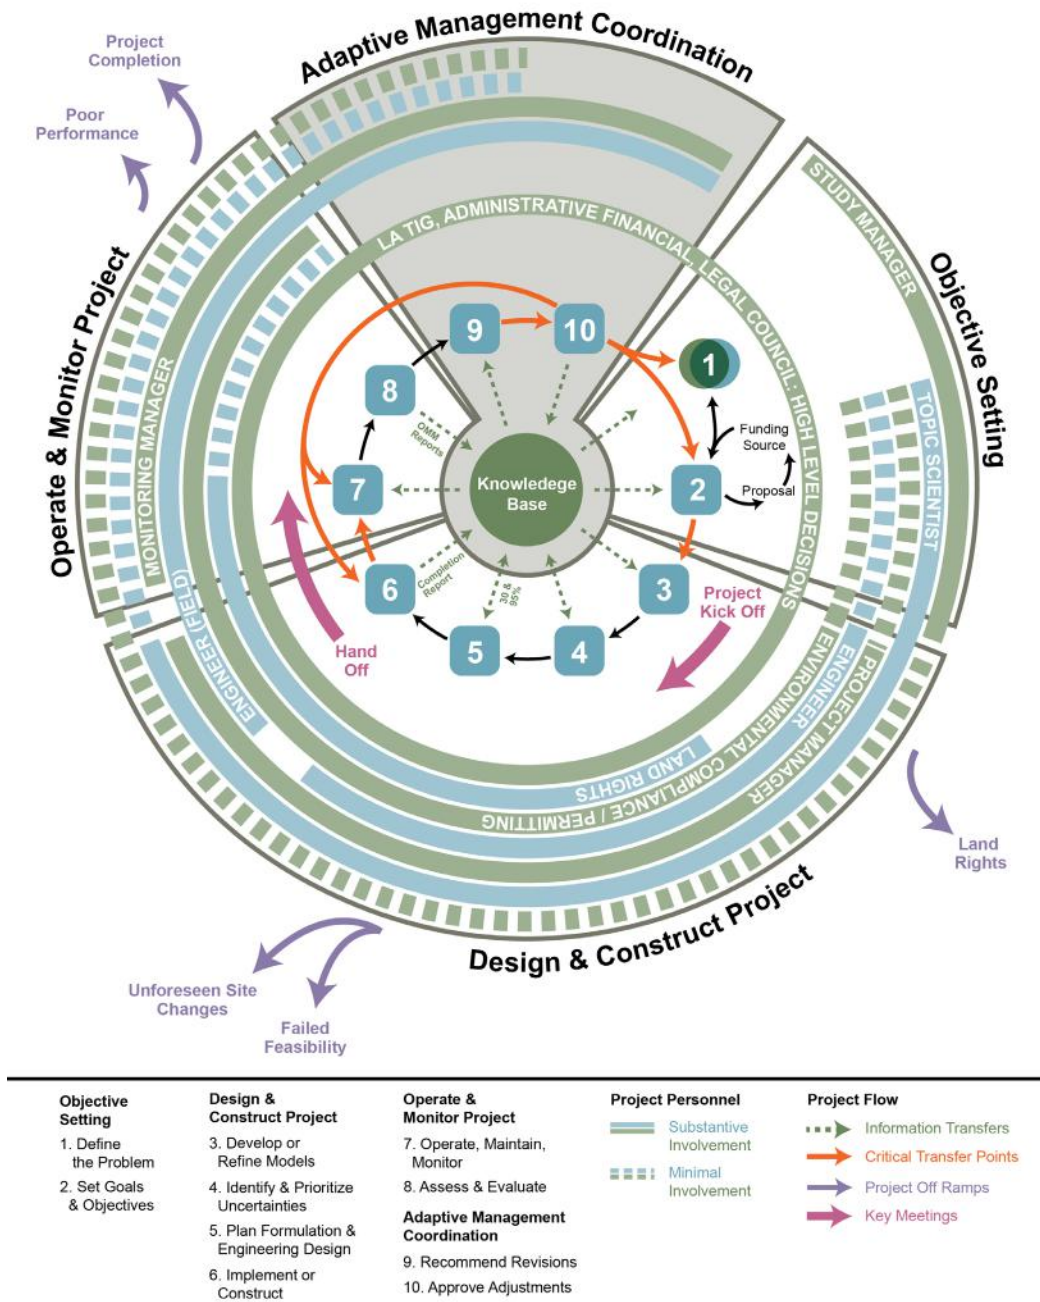 Adaptive Management Coordination
Project
Completion
Poor
Performance
Operate & Monitor Project
Objective Setting
Design & Construct Project
STUDY MANAGER
TOPIC SCIENTIST
LA TIG, ADMINISTRATIVE FINANCIAL, LEGAL COUNCIL: HIGH LEVEL DECISIONS
MONITORING MANAGER
ENGINEER (FIELD)
PROJECT MANAGER
ENGINEER
ENVIRONMENTAL COMPLIANCE / PERMITTING
LAND RIGHTS
9
10
1
8
OMM
Reports
Funding
Source
7
Knowledege
Base
2
Proposal
6
Completion
Report
30 &
95%
3
Project
Kick Off
5
4
Hand
Off
Land
Rights
Unforeseen Site
Changes
Failed
Feasibility
Objective
Setting
1. Define
the Problem
2. Set Goals
& Objectives
Design &
Construct Project
3. Develop or
Refine Models
4. Identify & Prioritize
Uncertainties
5. Plan Formulation &
Engineering Design
6. Implement or
Construct
Operate &
Monitor Project
7. Operate, Maintain,
Monitor
8. Assess & Evaluate
Adaptive Management
Coordination
9. Recommend Revisions
10. Approve Adjustments
Project Personnel
Substantive
Involvement
Minimal
Involvement
Project Flow
Information Transfers
Critical Transfer Points
Project Off Ramps
Key Meetings